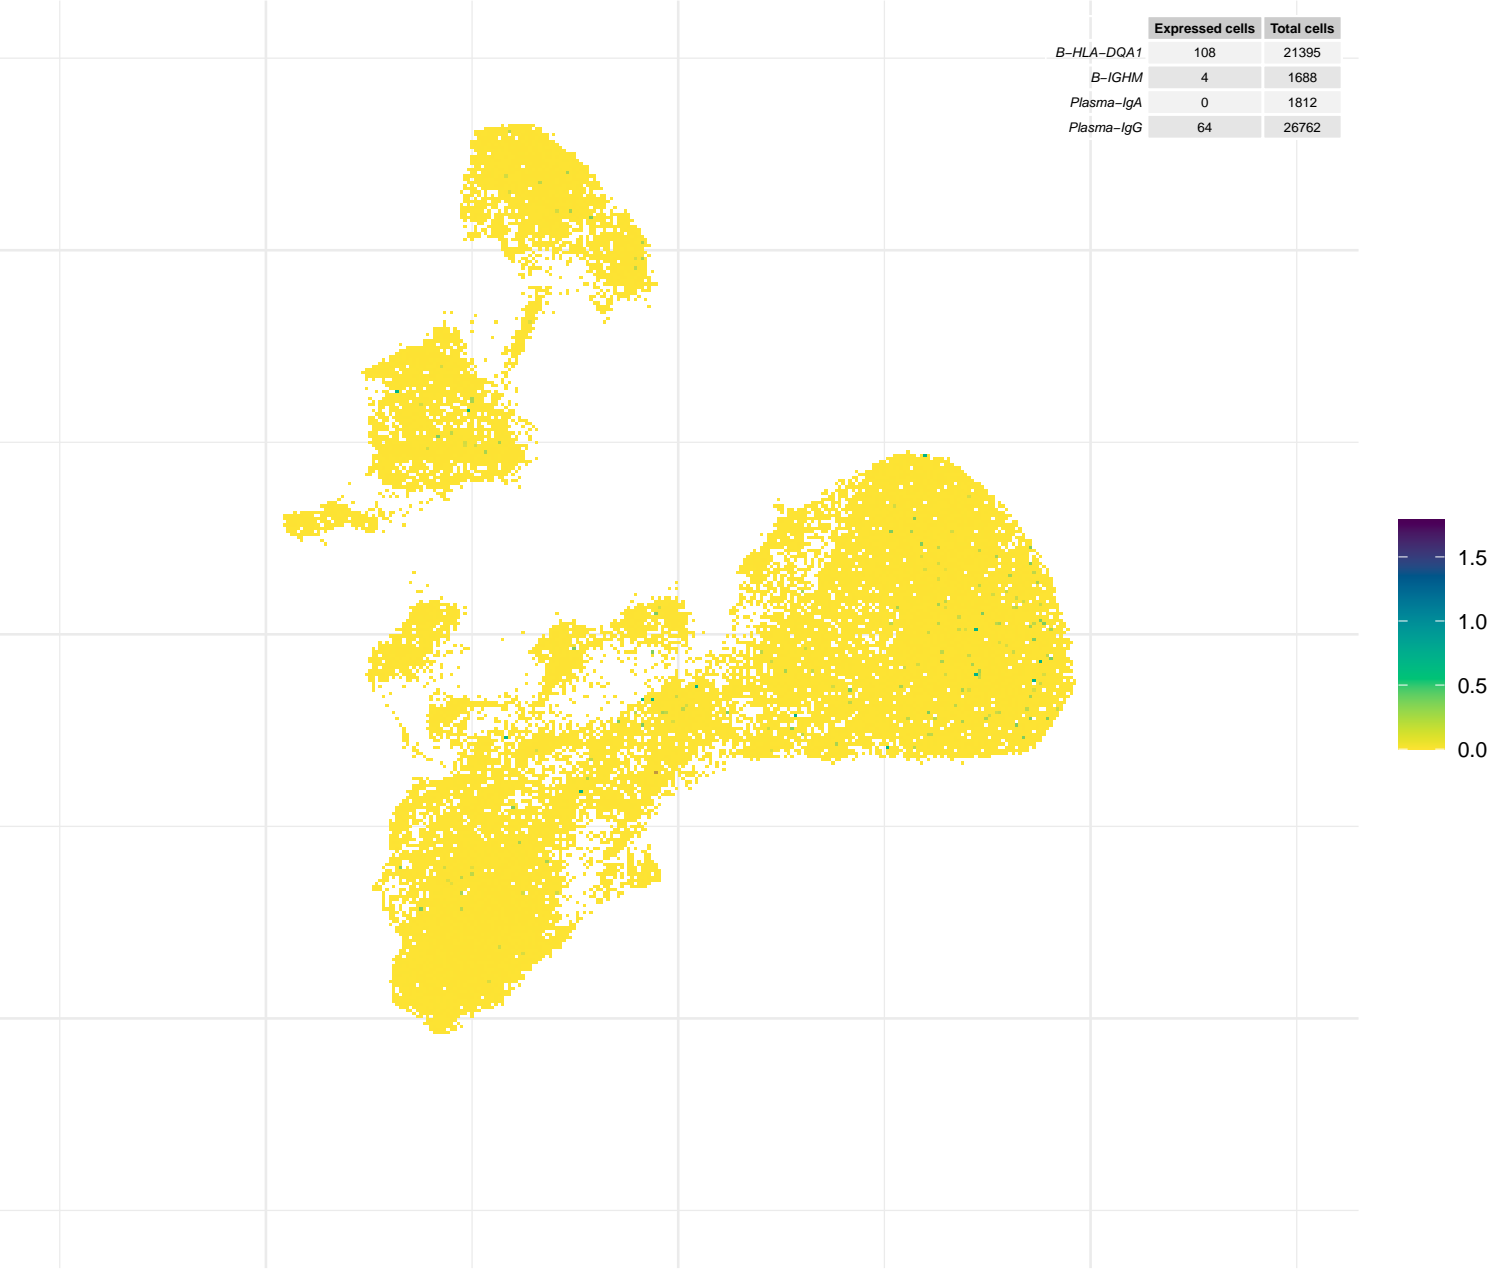 Expressed cells Total cells
B−HLA−DQA1 108 21395
B−IGHM 4 1688
Plasma−IgA 0 1812
Plasma−IgG 64 26762
1.5
1.0
0.5
0.0